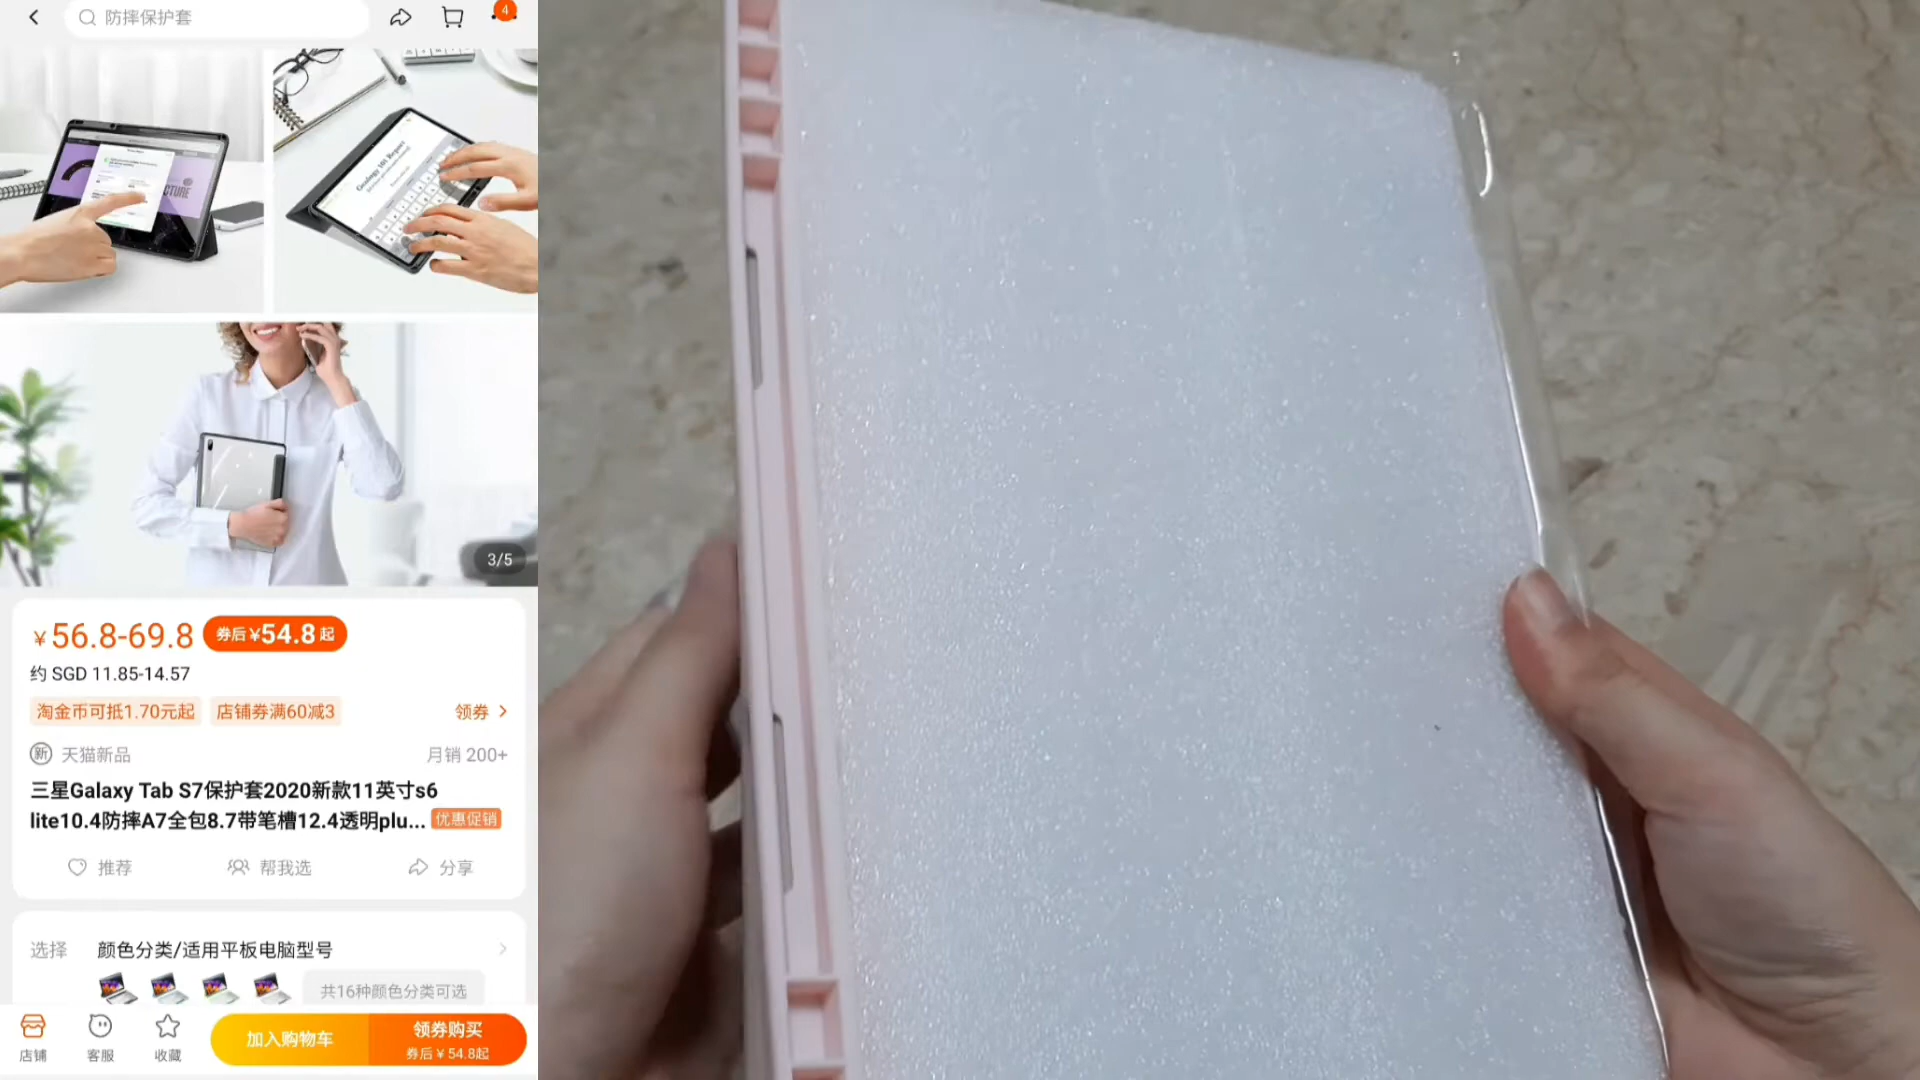 防摔保护套
4
Geology 101 Report
CTURE
3/5
¥56.8-69.8 券后¥54.8起
约 SGD 11.85-14.57
淘金币可抵1.70元起 店铺券满60减3 领券
新 天猫新品 月销 200+
三星Galaxy Tab S7保护套2020新款11英寸s6
lite10.4防摔A7全包8.7带笔槽12.4透明plu... 优惠促销
推荐 帮我选 分享
选择 颜色分类/适用平板电脑型号
共16种颜色分类可选
店铺 客服 收藏 加入购物车 领券购买
券后¥54.8起